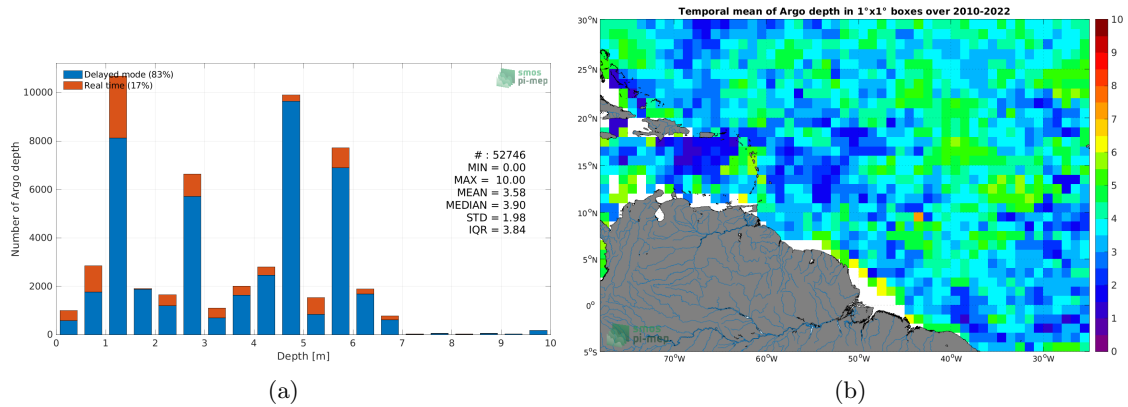 Delayed mode (83%)
Real time (17%)
smos
pi-mep
10000
8000
6000
4000
2000
0
Number of Argo depth
# : 52746
MIN = 0.00
MAX = 10.00
MEAN = 3.58
MEDIAN = 3.90
STD = 1.98
IQR = 3.84
0 1 2 3 4 5 6 7 8 9 10
Depth [m]
(a)
Temporal mean of Argo depth in 1°x1° boxes over 2010-2022
30°N
25°N
20°N
15°N
10°N
5°N
0°
5°S
70°W 60°W 50°W 40°W 30°W
smos
pi-mep
10
9
8
7
6
5
4
3
2
1
0
(b)